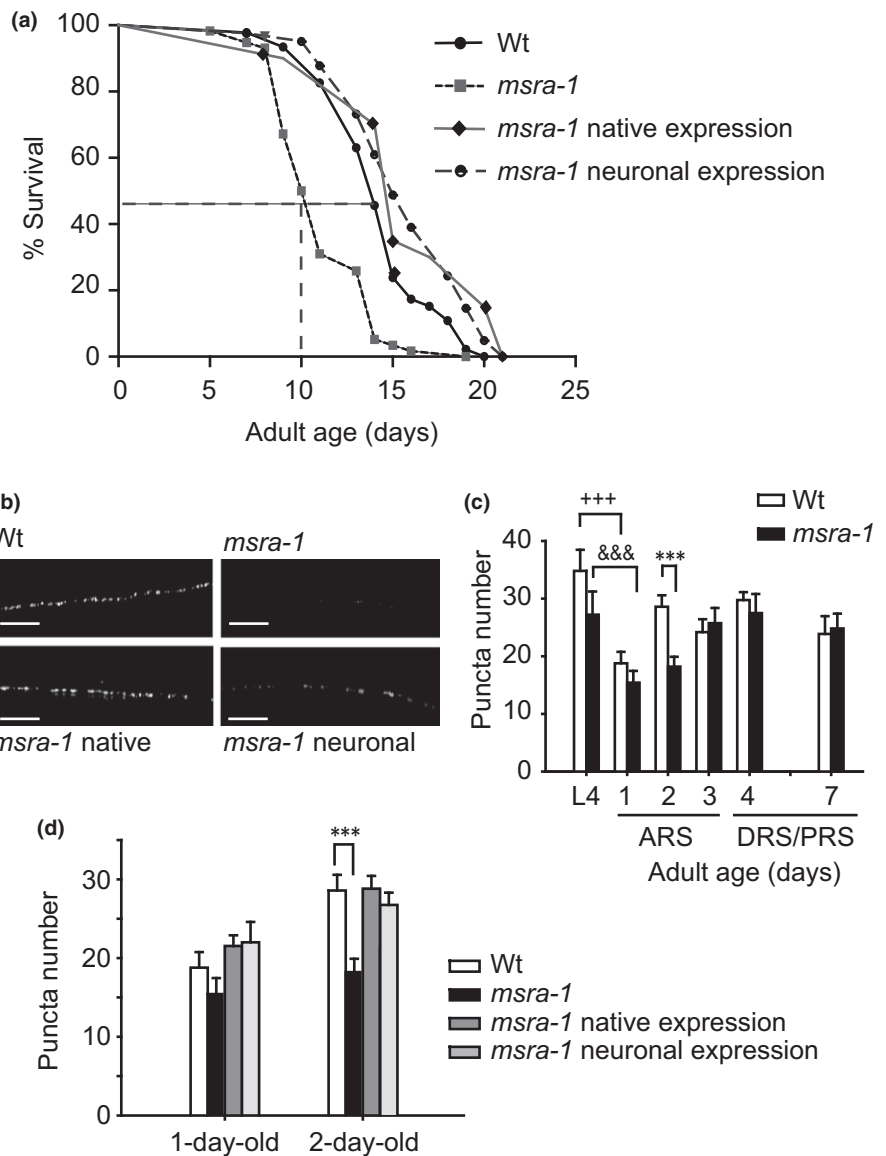 (a)
100
80
60
40
20
0
% Survival
0 5 10 15 20 25
Adult age (days)
Wt
msra-1
msra-1 native expression
msra-1 neuronal expression
b)
Wt
msra-1
msra-1 native
msra-1 neuronal
(c)
Wt
msra-1
+++
&&&
***
40
30
20
10
0
Puncta number
L4 1 2 3 4 7
ARS DRS/PRS
Adult age (days)
(d)
***
30
20
10
0
Puncta number
1-day-old 2-day-old
Wt
msra-1
msra-1 native expression
msra-1 neuronal expression